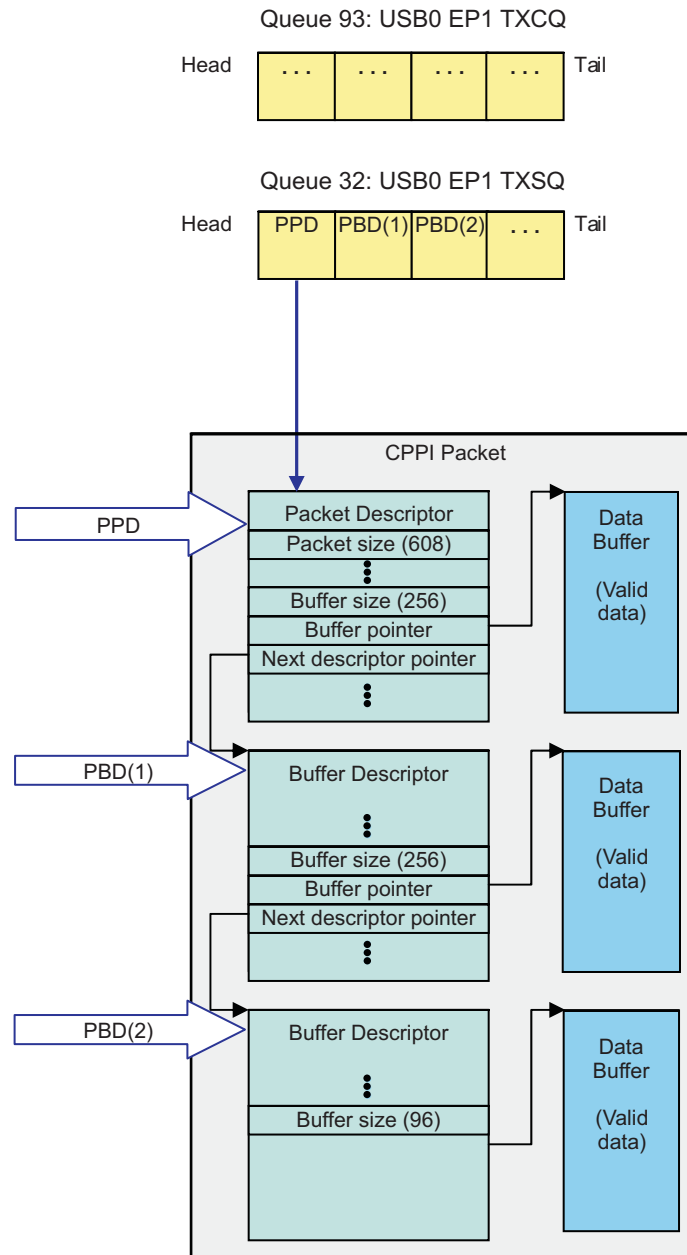 Queue 93: USB0 EP1 TXCQ
Head
. . .
. . .
. . .
. . .
Tail
Queue 32: USB0 EP1 TXSQ
Head
PPD
PBD(1)
PBD(2)
. . .
Tail
CPPI Packet
PPD
Packet Descriptor
Packet size (608)
Buffer size (256)
Buffer pointer
Next descriptor pointer
Data
Buffer
(Valid
data)
PBD(1)
Buffer Descriptor
Buffer size (256)
Buffer pointer
Next descriptor pointer
Data
Buffer
(Valid
data)
PBD(2)
Buffer Descriptor
Buffer size (96)
Data
Buffer
(Valid
data)